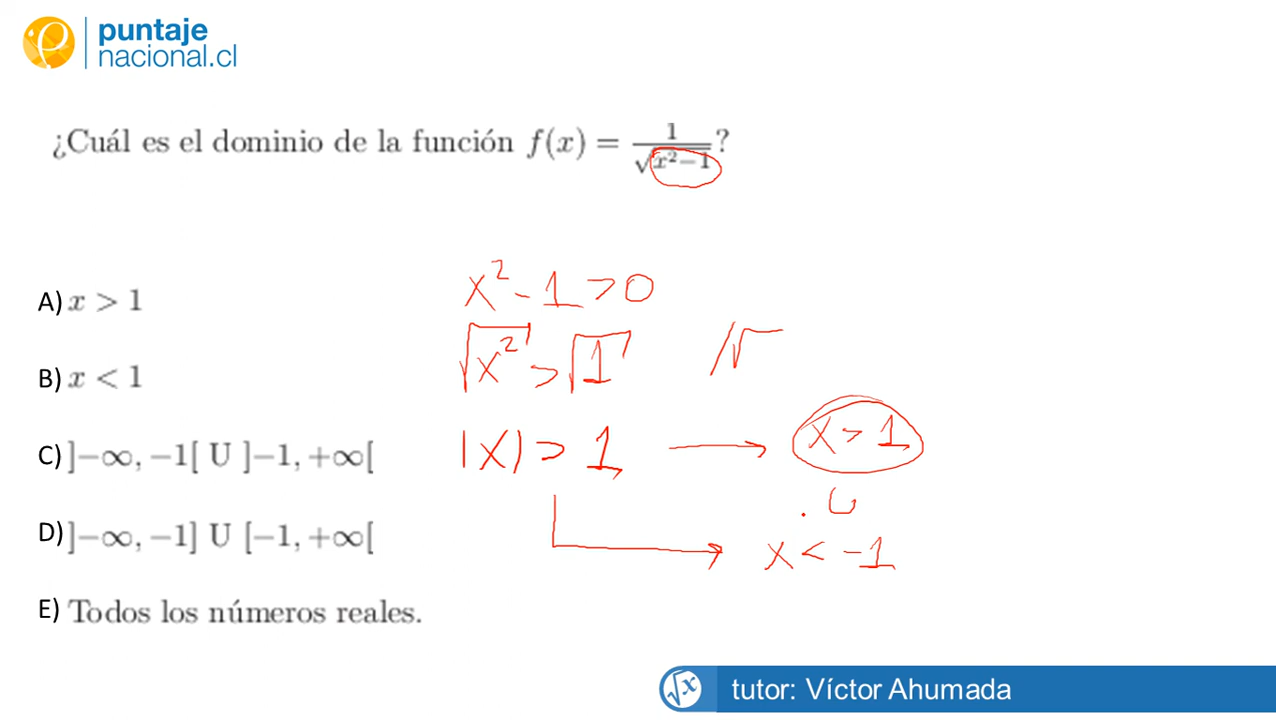 puntaje
nacional.cl
¿Cuál es el dominio de la función f(x) = 1/√(x²−1)?
x² - 1 > 0
A) x > 1
√x² > √1 /√
B) x < 1
|x| > 1 → x > 1
C) ]−∞, −1[ U ]−1, +∞[
. U
D) ]−∞, −1] U [−1, +∞[
→ x < -1
E) Todos los números reales.
√x tutor: Víctor Ahumada